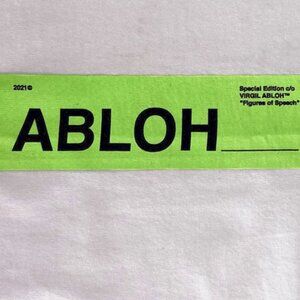 2021©
Special Edition c/o
VIRGIL ABLOH™
"Figures of Speech"
ABLOH